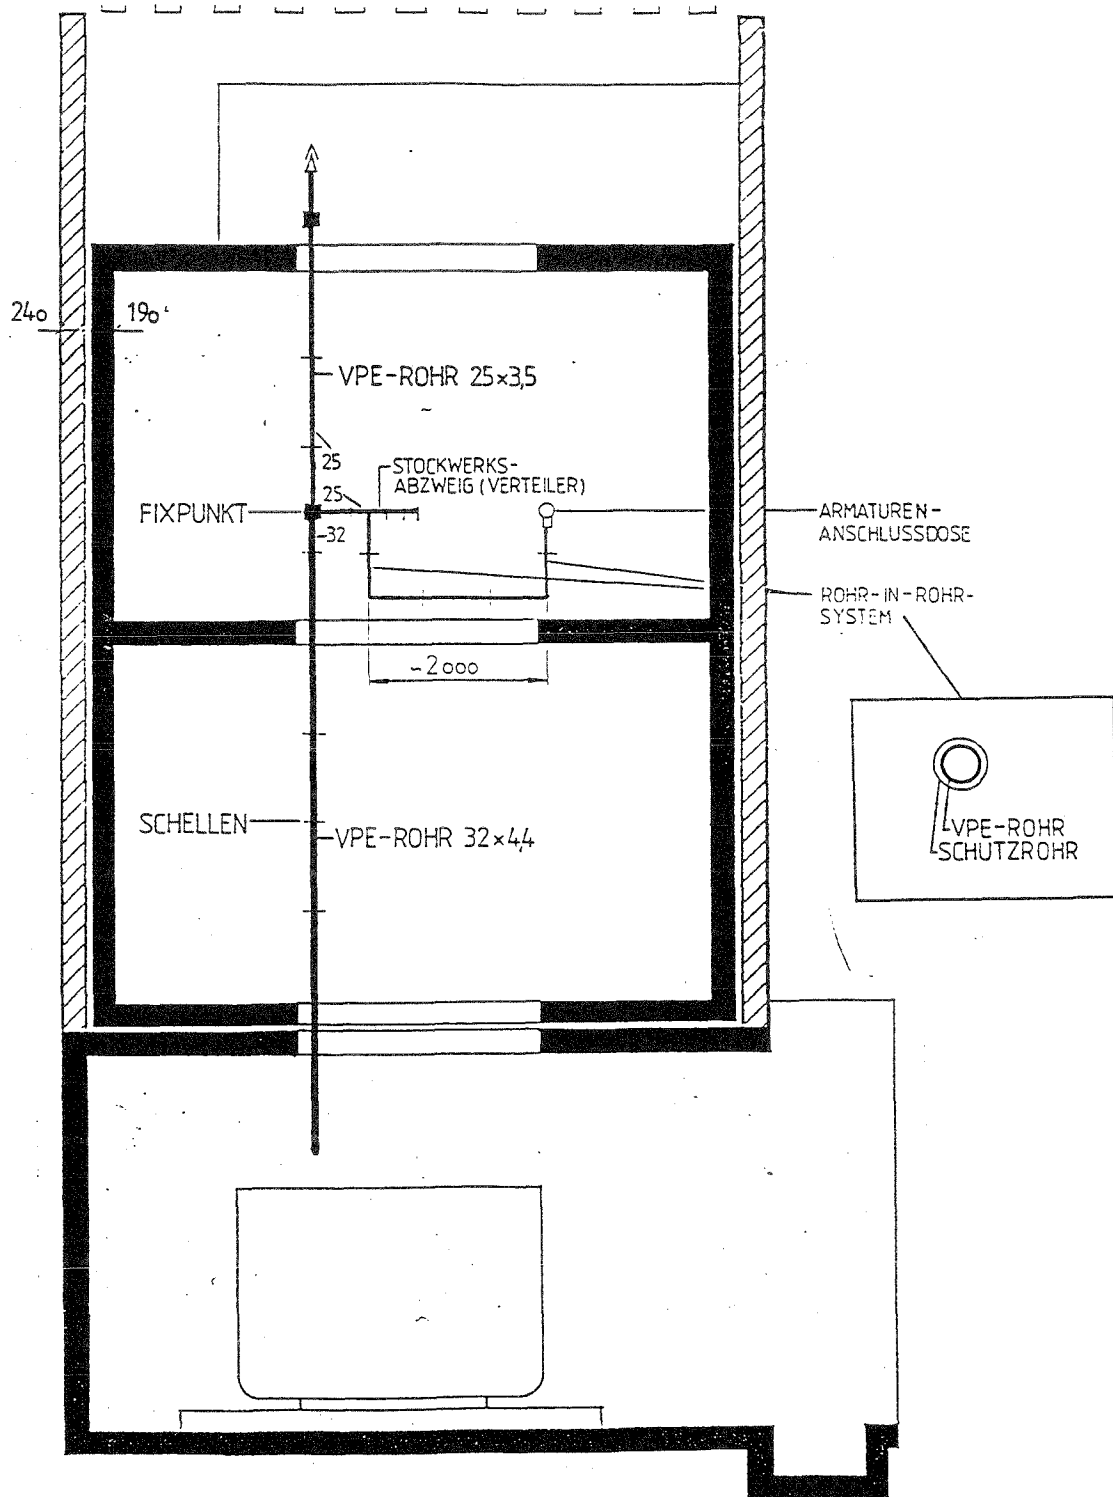 240
190
VPE-ROHR 25×3,5
25
STOCKWERKS-
ABZWEIG (VERTEILER)
25
FIXPUNKT
-32
ARMATUREN-
ANSCHLUSSDOSE
ROHR-IN-ROHR-
SYSTEM
~2000
SCHELLEN
VPE-ROHR 32×4,4
VPE-ROHR
SCHUTZROHR